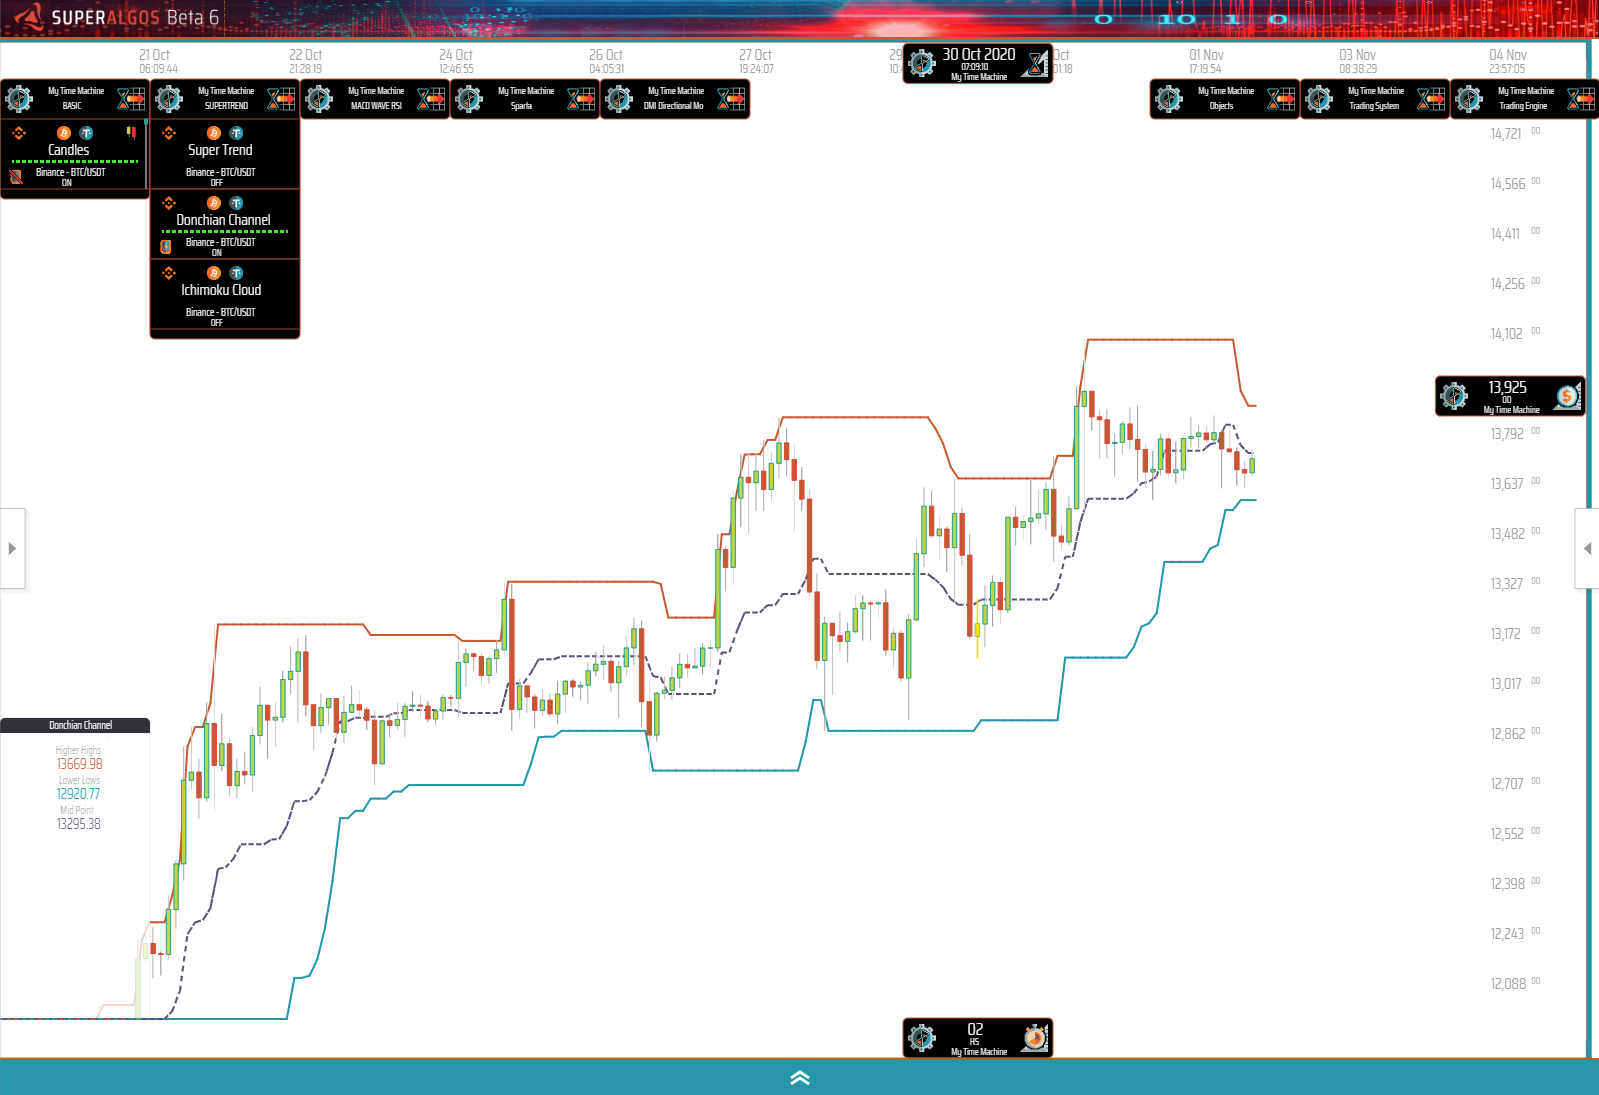 SUPERALGOS Beta 6
0 10 1 0
21 Oct
06:09:44
22 Oct
21:28:19
24 Oct
12:46:55
26 Oct
04:05:31
27 Oct
19:24:07
29
10:4
30 Oct 2020
07:09:10
My Time Machine
Oct
01:18
01 Nov
17:19:54
03 Nov
08:38:29
04 Nov
23:57:05
My Time Machine
BASIC
My Time Machine
SUPERTREND
My Time Machine
MACD WAVE RSI
My Time Machine
Sparta
My Time Machine
DMI Directional Mo
My Time Machine
Objects
My Time Machine
Trading System
My Time Machine
Trading Engine
Candles
Binance - BTC/USDT
ON
Super Trend
Binance - BTC/USDT
OFF
Donchian Channel
Binance - BTC/USDT
ON
Ichimoku Cloud
Binance - BTC/USDT
OFF
14,721 00
14,566 00
14,411 00
14,256 00
14,102 00
13,925
00
My Time Machine
13,792 00
13,637 00
13,482 00
13,327 00
13,172 00
13,017 00
12,862 00
12,707 00
12,552 00
12,398 00
12,243 00
12,088 00
Donchian Channel
Higher Highs
13669.98
Lower Lows
12920.77
Mid Point
13295.38
02
HS
My Time Machine